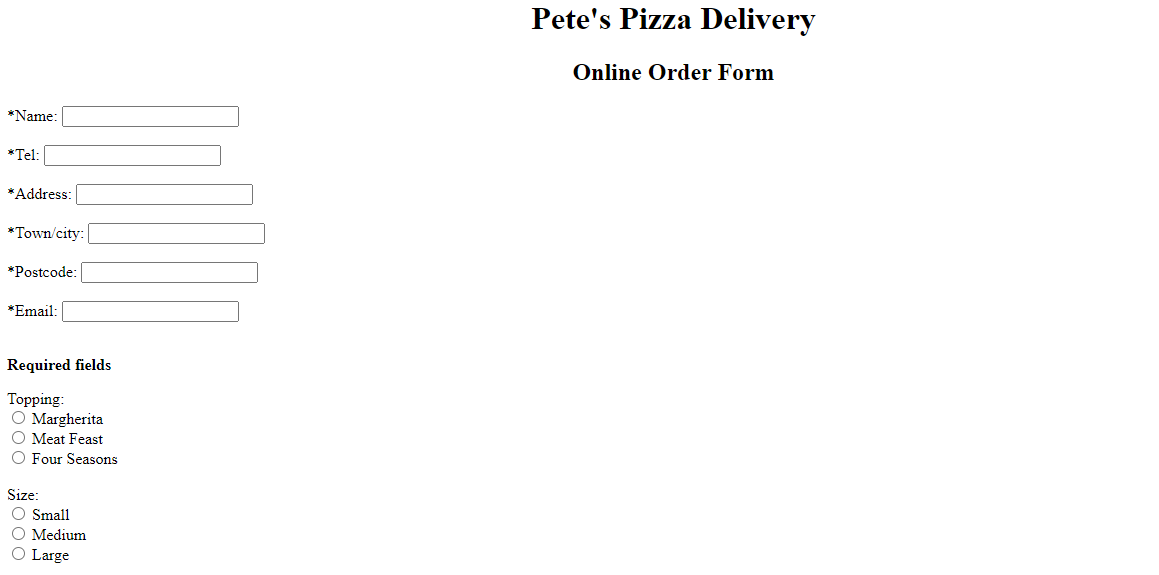 Pete's Pizza Delivery
Online Order Form
*Name:
*Tel:
*Address:
*Town/city:
*Postcode:
*Email:
Required fields
Topping:
Margherita
Meat Feast
Four Seasons
Size:
Small
Medium
Large